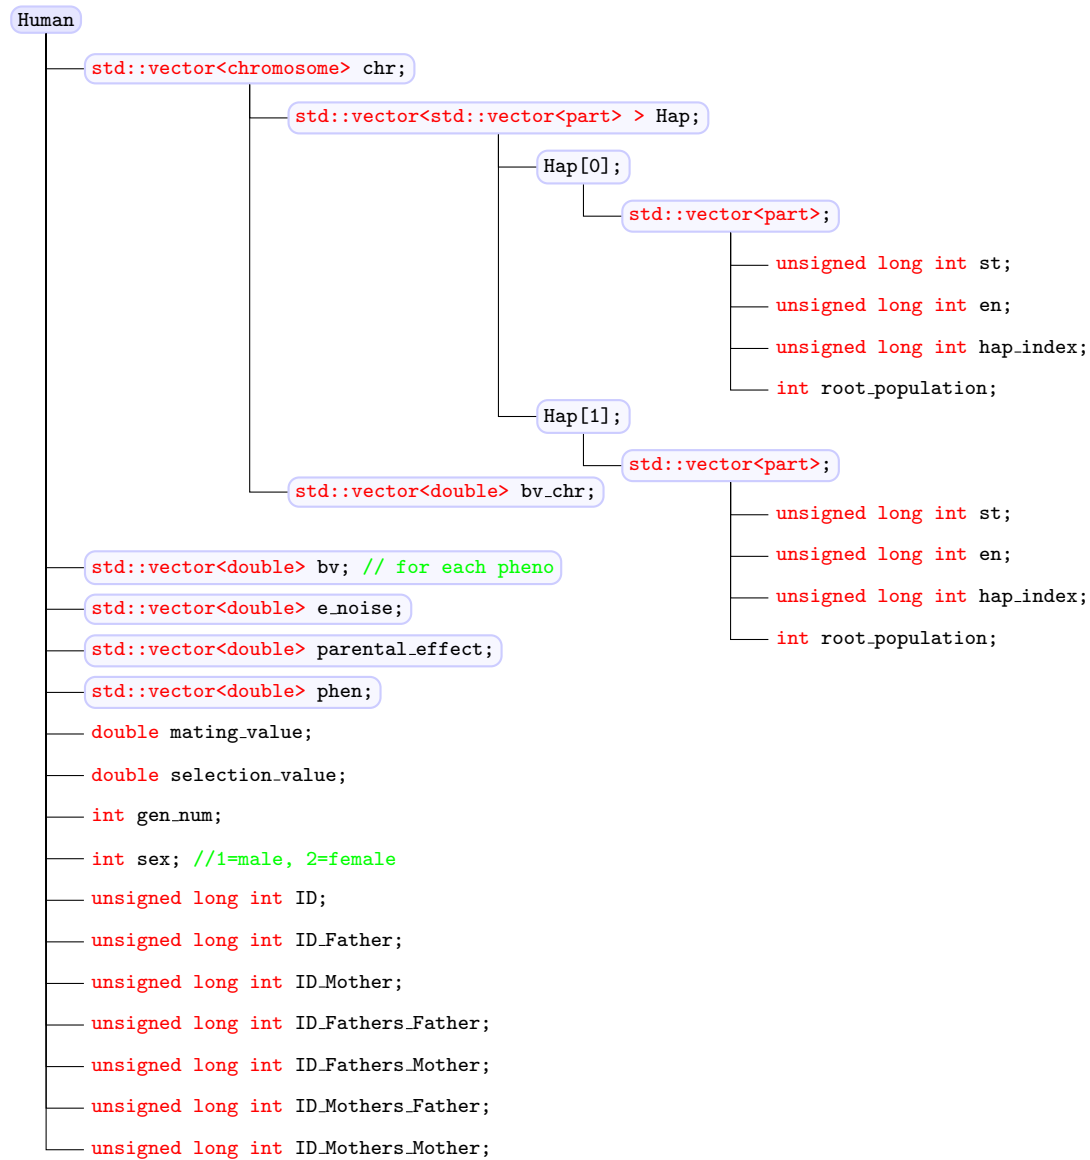 Human
std::vector<chromosome> chr;
std::vector<std::vector<part> > Hap;
Hap[0];
std::vector<part>;
unsigned long int st;
unsigned long int en;
unsigned long int hap_index;
int root_population;
Hap[1];
std::vector<part>;
std::vector<double> bv_chr;
unsigned long int st;
unsigned long int en;
unsigned long int hap_index;
int root_population;
std::vector<double> bv; // for each pheno
std::vector<double> e_noise;
std::vector<double> parental_effect;
std::vector<double> phen;
double mating_value;
double selection_value;
int gen_num;
int sex; //1=male, 2=female
unsigned long int ID;
unsigned long int ID_Father;
unsigned long int ID_Mother;
unsigned long int ID_Fathers_Father;
unsigned long int ID_Fathers_Mother;
unsigned long int ID_Mothers_Father;
unsigned long int ID_Mothers_Mother;